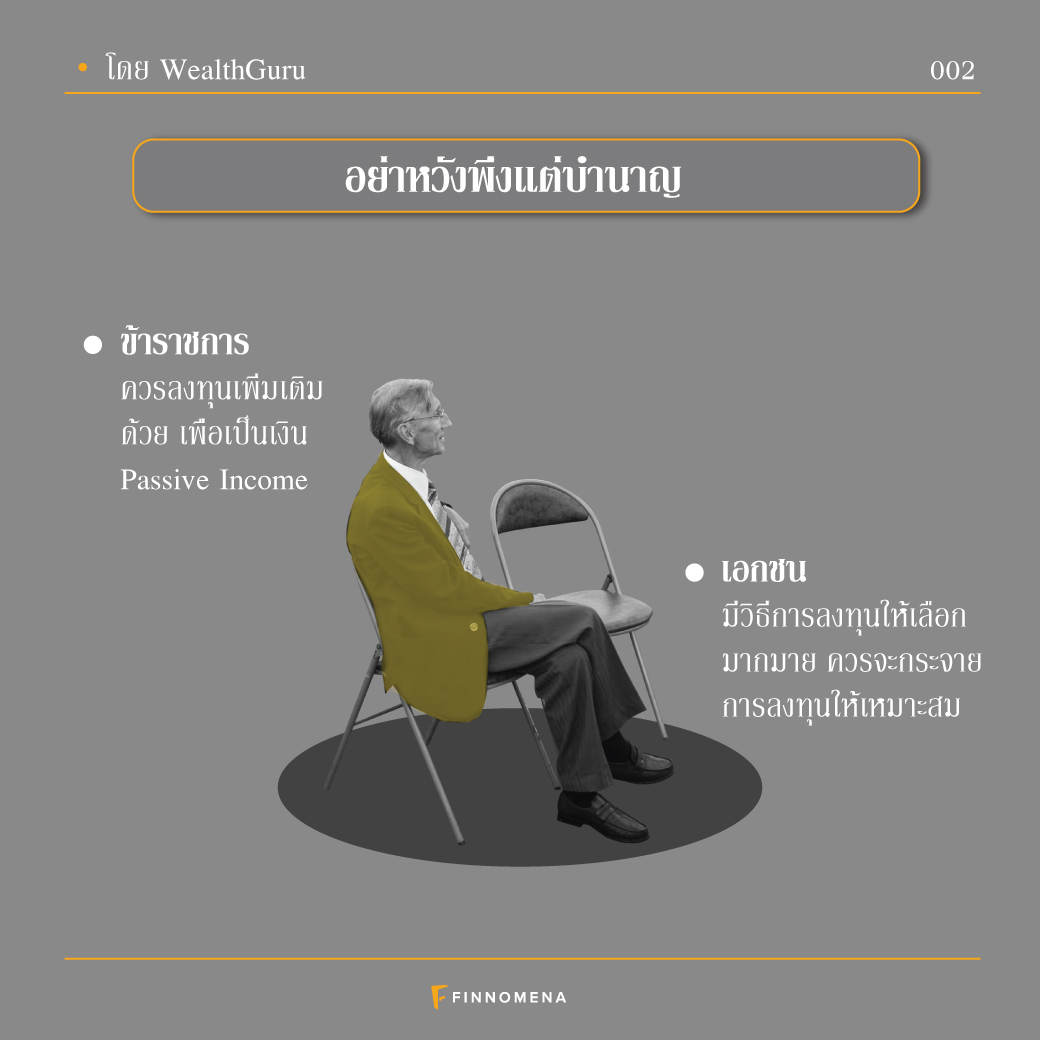 โดย WealthGuru
002
อย่าหวังพึ่งแต่บำนาญ
ข้าราชการ
ควรลงทุนเพิ่มเติม
ด้วย เพื่อเป็นเงิน
Passive Income
เอกชน
มีวิธีการลงทุนให้เลือก
มากมาย ควรจะกระจาย
การลงทุนให้เหมาะสม
FINNOMENA